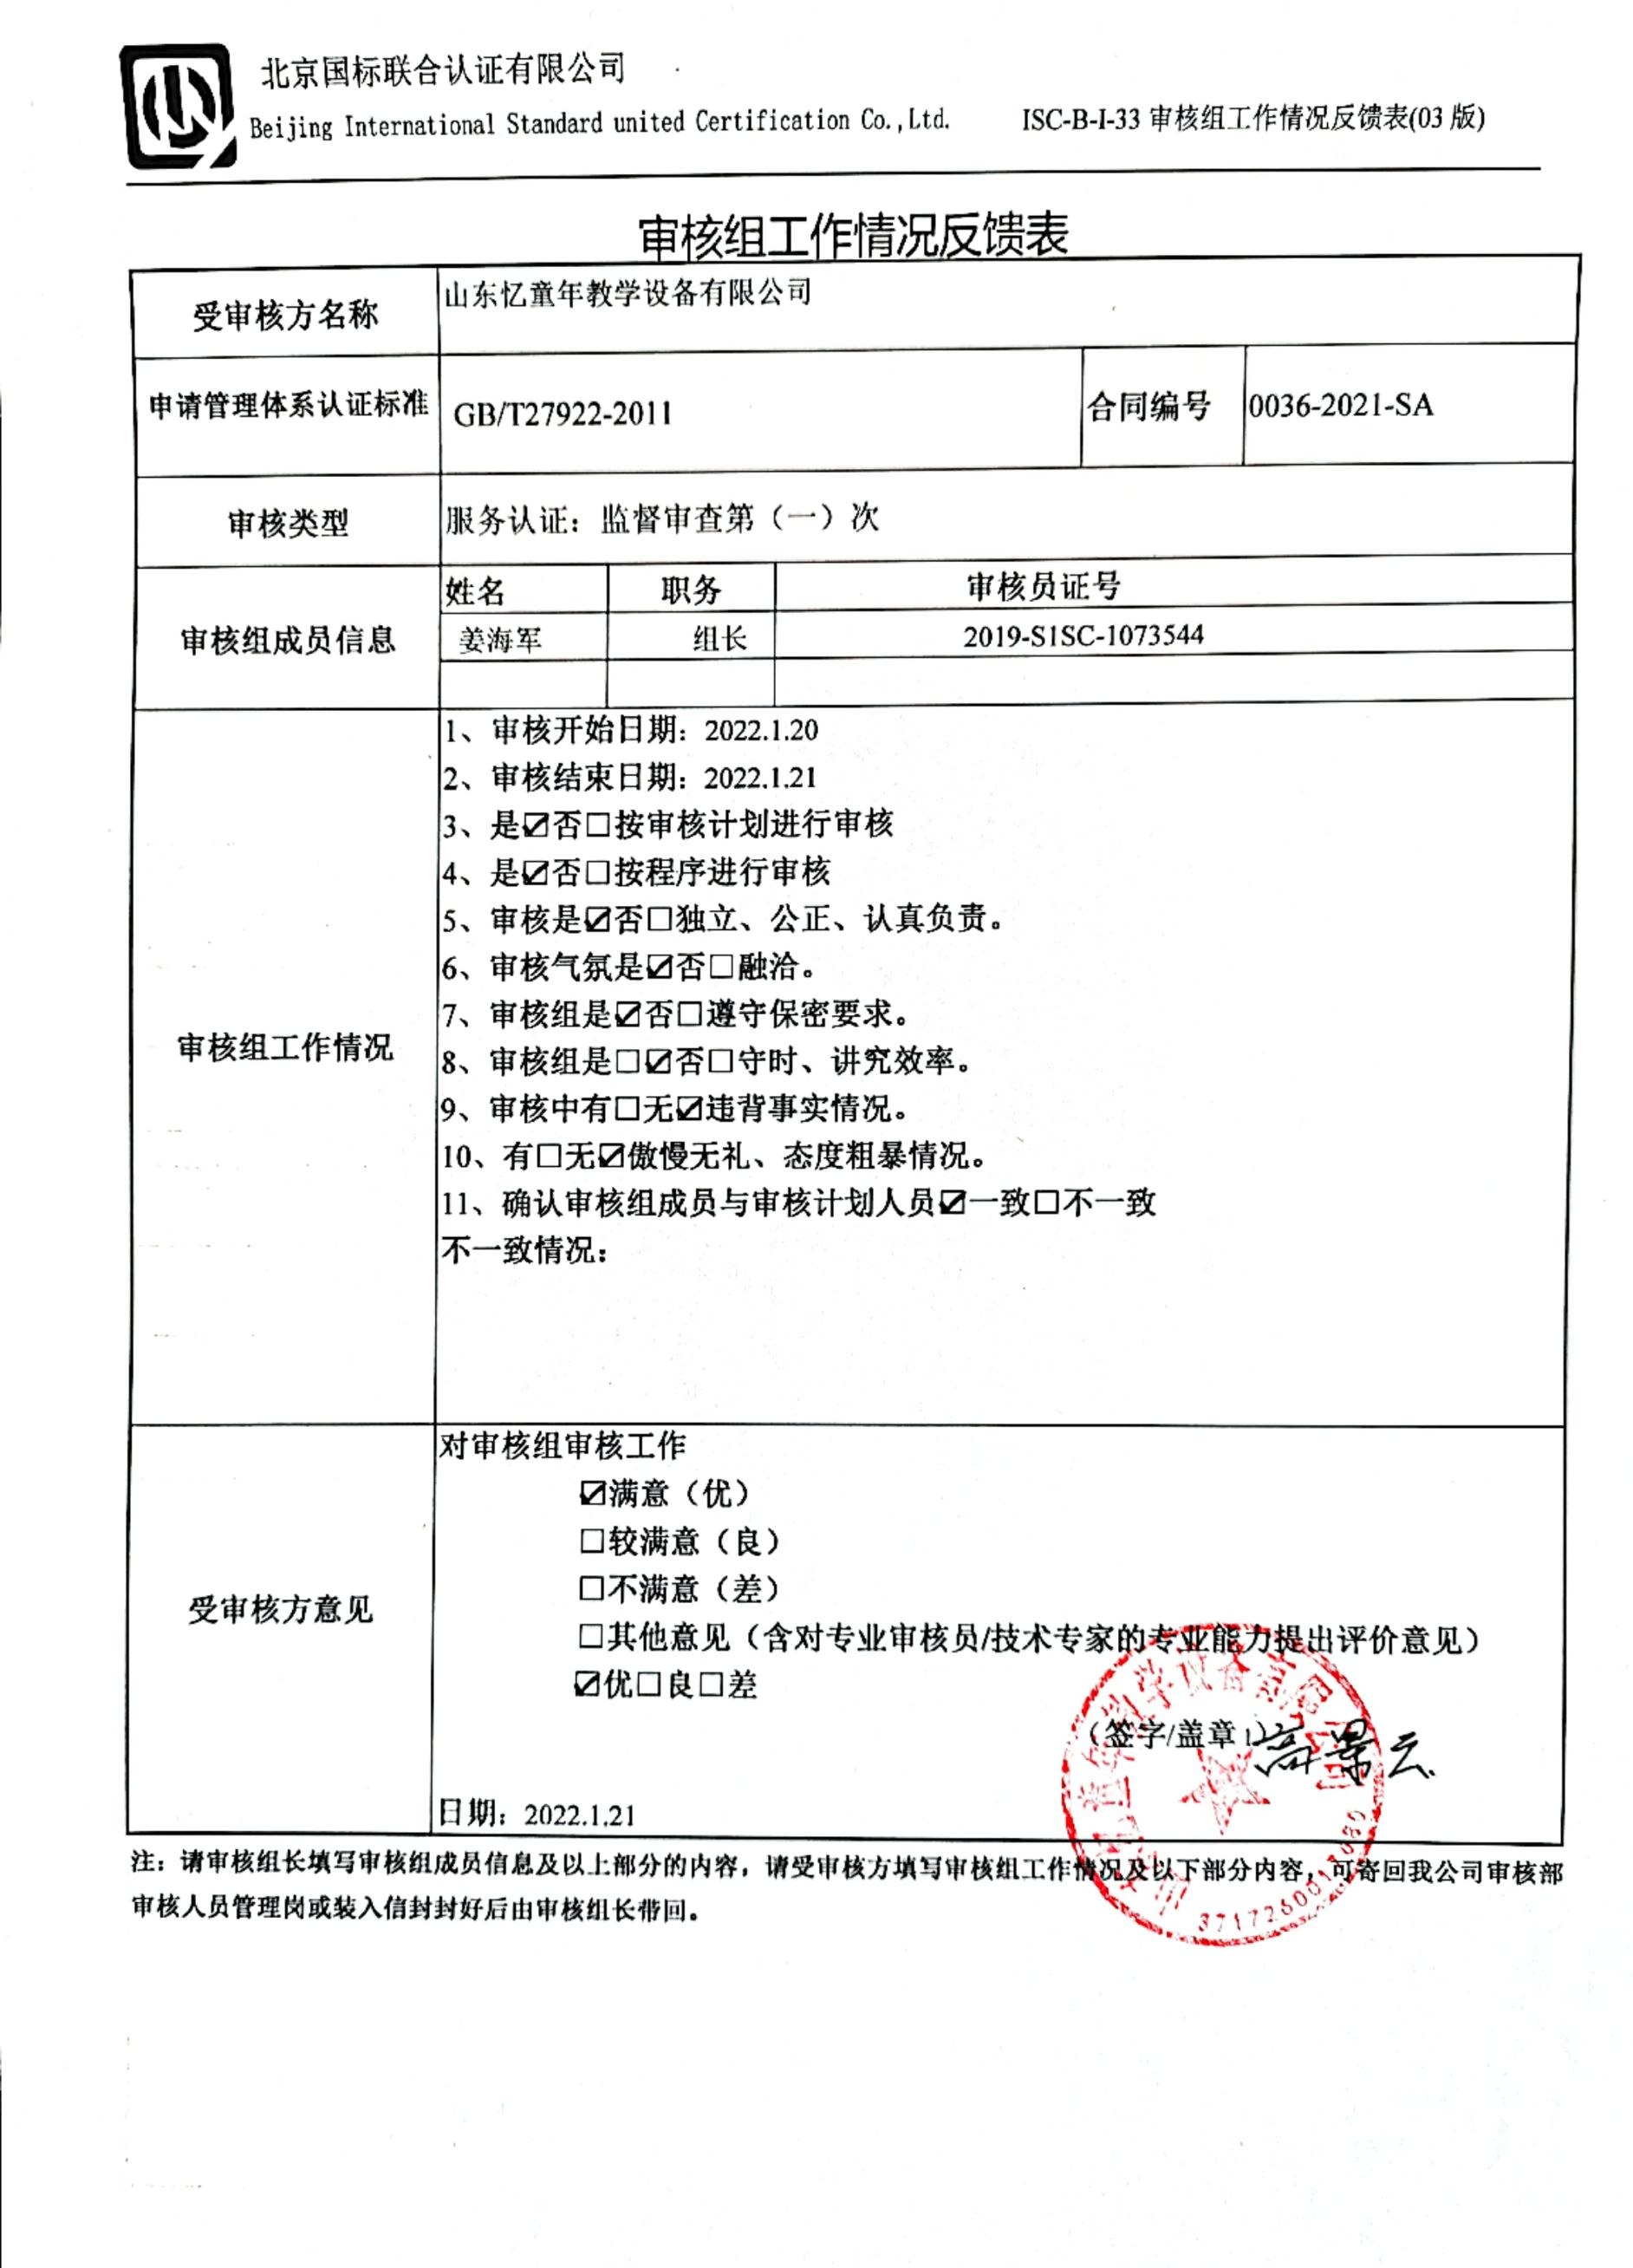 北京国标联合认证有限公司
Beijing International Standard united Certification Co.,Ltd.
ISC-B-I-33 审核组工作情况反馈表(03 版)
审核组工作情况反馈表
受审核方名称
山东忆童年教学设备有限公司
申请管理体系认证标准
GB/T27922-2011
合同编号
0036-2021-SA
审核类型
服务认证：监督审查第（一）次
审核组成员信息
姓名 职务 审核员证号
姜海军 组长 2019-S1SC-1073544
审核组工作情况
1、审核开始日期：2022.1.20
2、审核结束日期：2022.1.21
3、是☑否□按审核计划进行审核
4、是☑否□按程序进行审核
5、审核是☑否□独立、公正、认真负责。
6、审核气氛是☑否□融洽。
7、审核组是☑否□遵守保密要求。
8、审核组是□☑否□守时、讲究效率。
9、审核中有□无☑违背事实情况。
10、有□无☑傲慢无礼、态度粗暴情况。
11、确认审核组成员与审核计划人员☑一致□不一致
不一致情况：
受审核方意见
对审核组审核工作
☑满意（优）
□较满意（良）
□不满意（差）
□其他意见（含对专业审核员/技术专家的专业能力提出评价意见）
☑优□良□差
（签字/盖章）高景云
日期：2022.1.21
注：请审核组长填写审核组成员信息及以上部分的内容，请受审核方填写审核组工作情况及以下部分内容，可寄回我公司审核部
审核人员管理岗或装入信封封好后由审核组长带回。